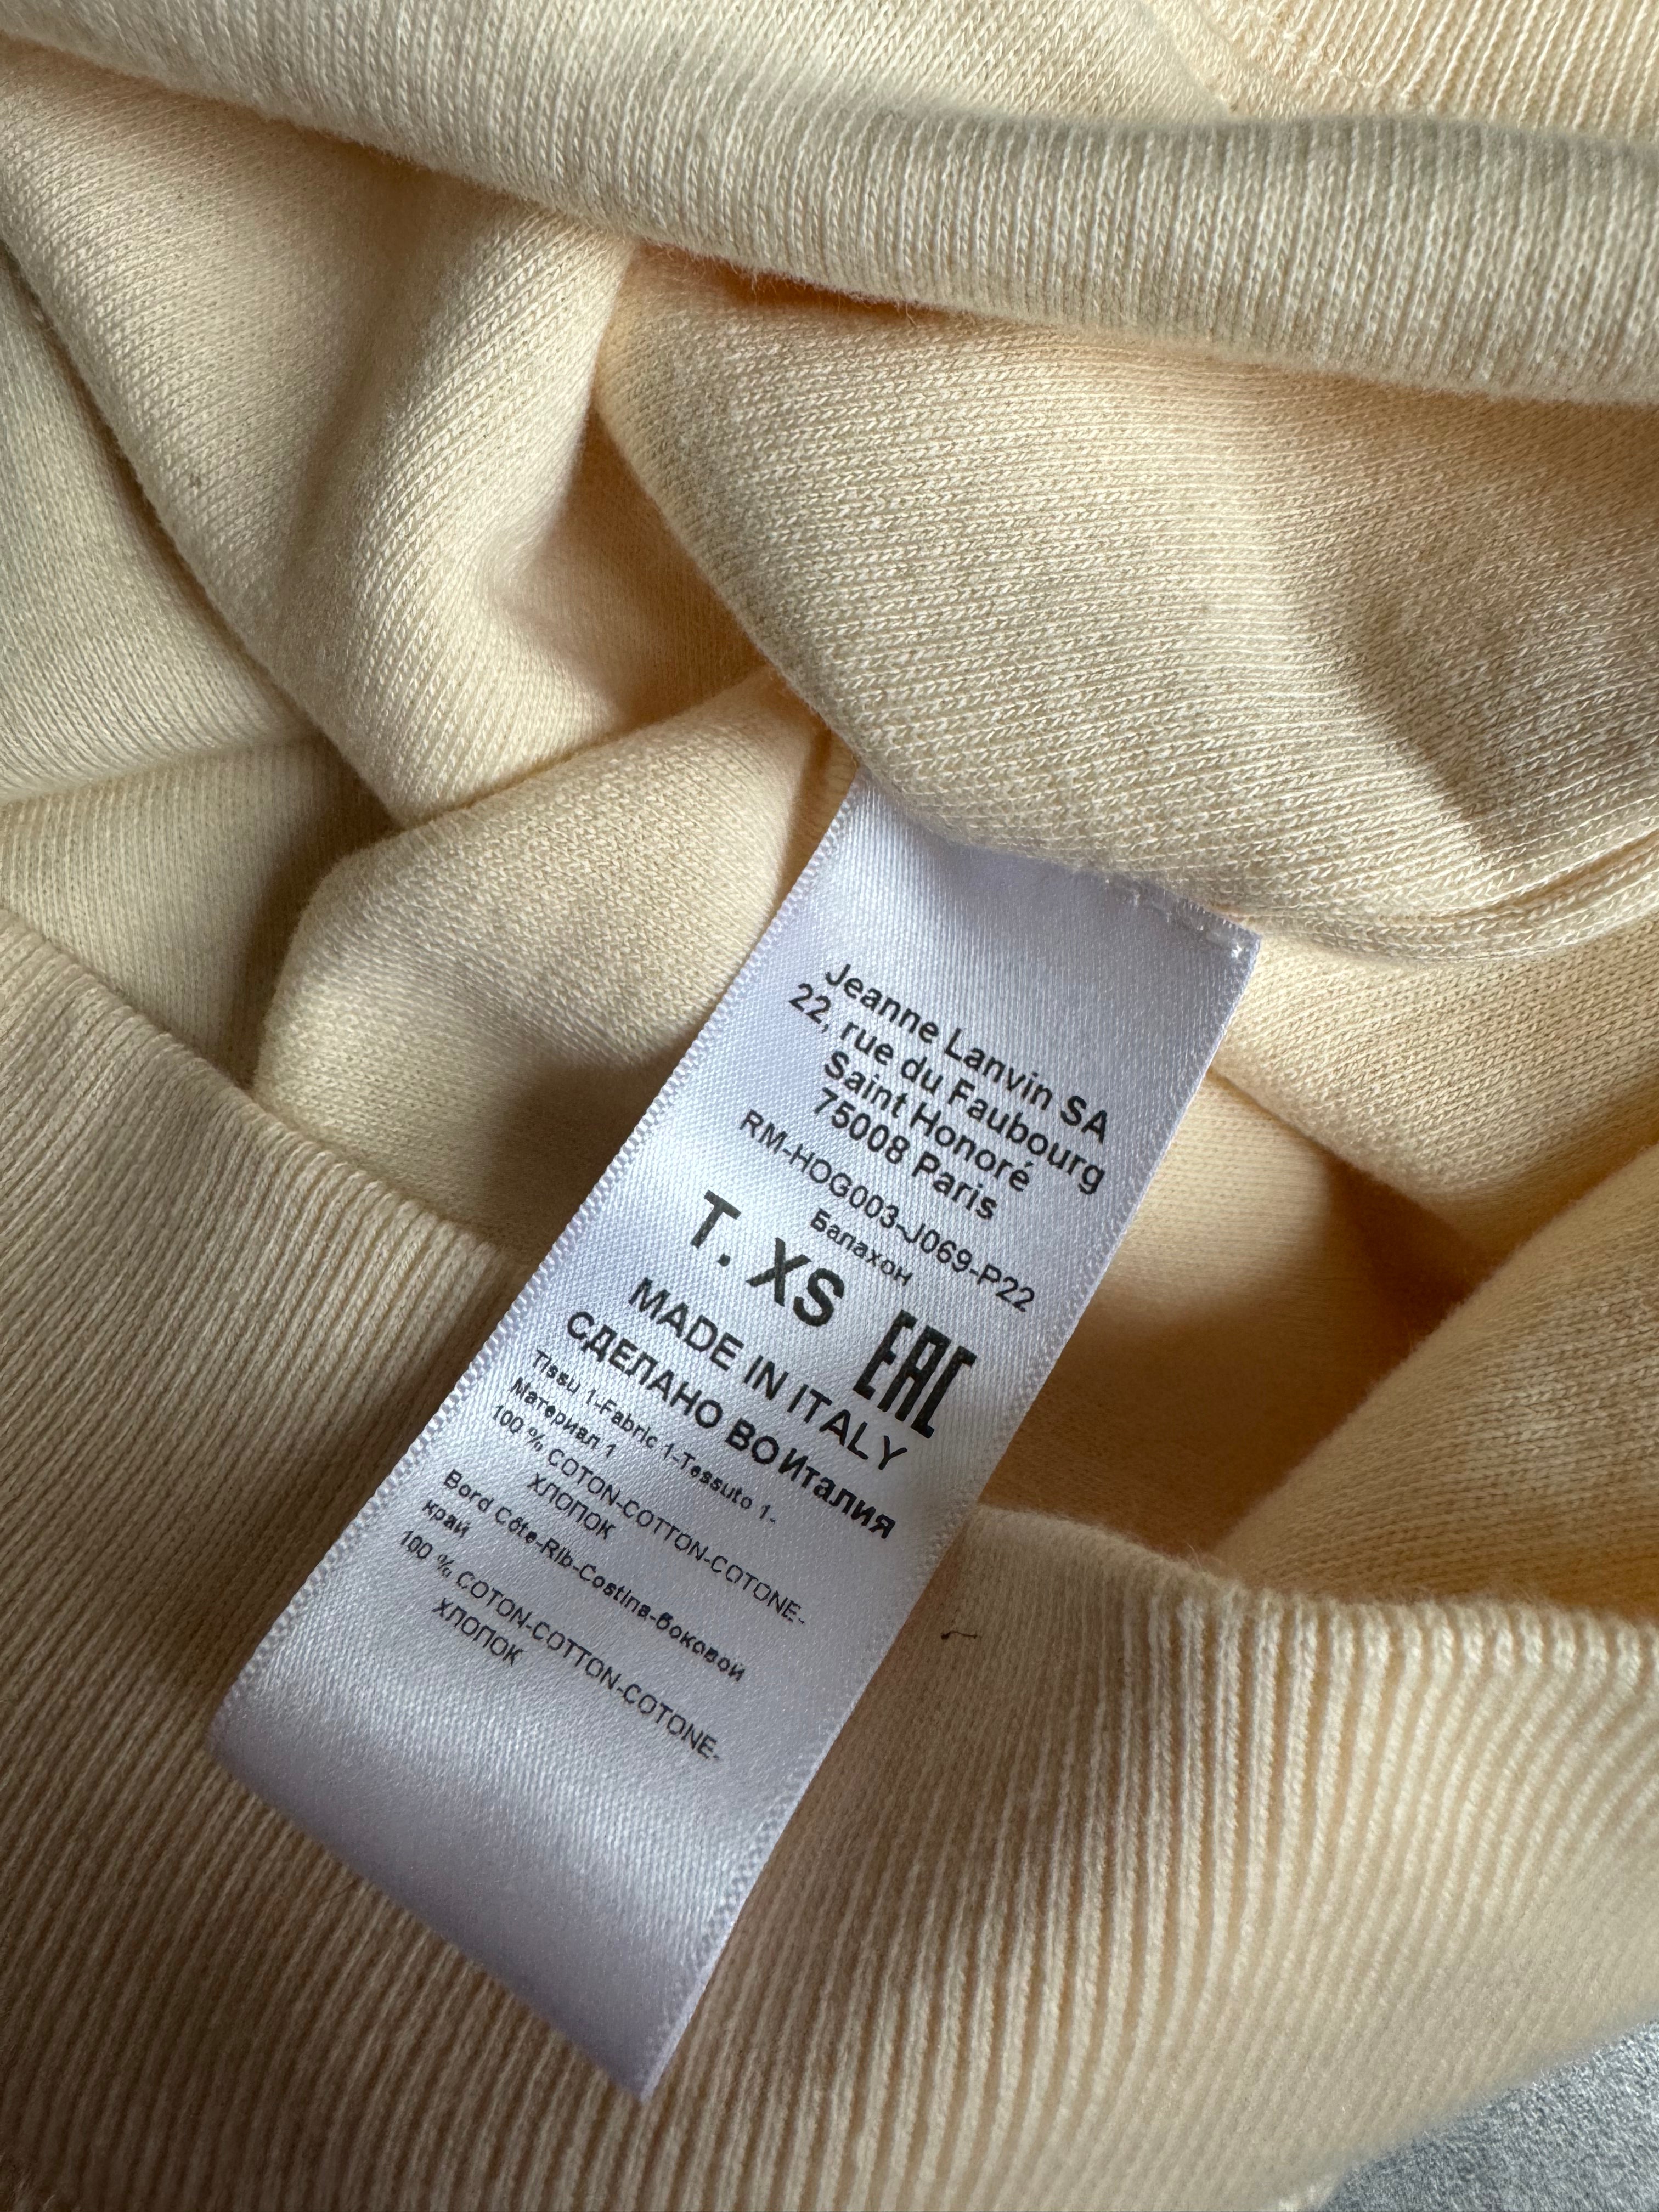 Jeanne Lanvin SA
22, rue du Faubourg
Saint Honoré
75008 Paris
RM-HOG003-J069-P22
Балахон
T. XS
EAC
MADE IN ITALY
СДЕЛАНО ВО Италия
Tissu 1-Fabric 1-Tessuto 1-
Материал 1
100 % COTON-COTTON-COTONE-
ХЛОПОК
Bord Côte-Rib-Costina-боковой
край
100 % COTON-COTTON-COTONE-
ХЛОПОК